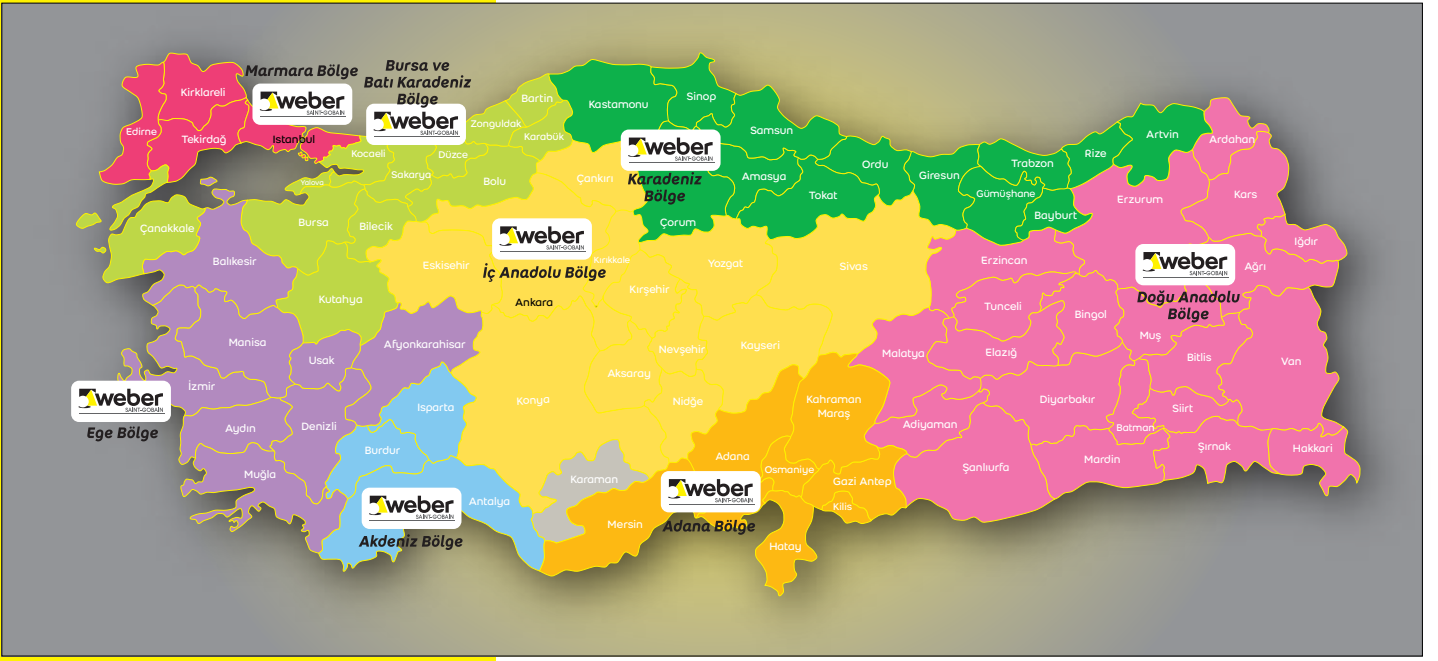 Marmara Bölge
weber
SAINT-GOBAIN
Bursa ve
Batı Karadeniz
Bölge
weber
SAINT-GOBAIN
Kirklareli
Edirne
Tekirdağ
Istanbul
Bartin
Zonguldak
Karabük
Kocaeli
Düzce
Sakarya
Yalova
Bolu
Çanakkale
Bursa
Bilecik
Kutahya
Kastamonu
Sinop
Samsun
weber
SAINT-GOBAIN
Karadeniz
Bölge
Amasya
Tokat
Ordu
Çorum
Giresun
Trabzon
Gümüşhane
Bayburt
Rize
Artvin
Ardahan
Kars
Erzurum
Iğdır
Ağrı
weber
SAINT-GOBAIN
Doğu Anadolu
Bölge
Erzincan
Tunceli
Bingol
Muş
Bitlis
Van
Malatya
Elazığ
Diyarbakır
Adiyaman
Batman
Siirt
Şırnak
Hakkari
Mardin
Şanlıurfa
Çankırı
weber
SAINT-GOBAIN
İç Anadolu Bölge
Eskisehir
Kırıkkale
Ankara
Kırşehir
Yozgat
Sivas
Nevşehir
Kayseri
Aksaray
Nidğe
Konya
Karaman
Balıkesir
Manisa
Usak
Afyonkarahisar
İzmir
Aydın
Denizli
Muğla
weber
SAINT-GOBAIN
Ege Bölge
Isparta
Burdur
Antalya
weber
SAINT-GOBAIN
Akdeniz Bölge
Kahraman
Maraş
Adana
Osmaniye
Gazi Antep
Kilis
Mersin
Hatay
weber
SAINT-GOBAIN
Adana Bölge